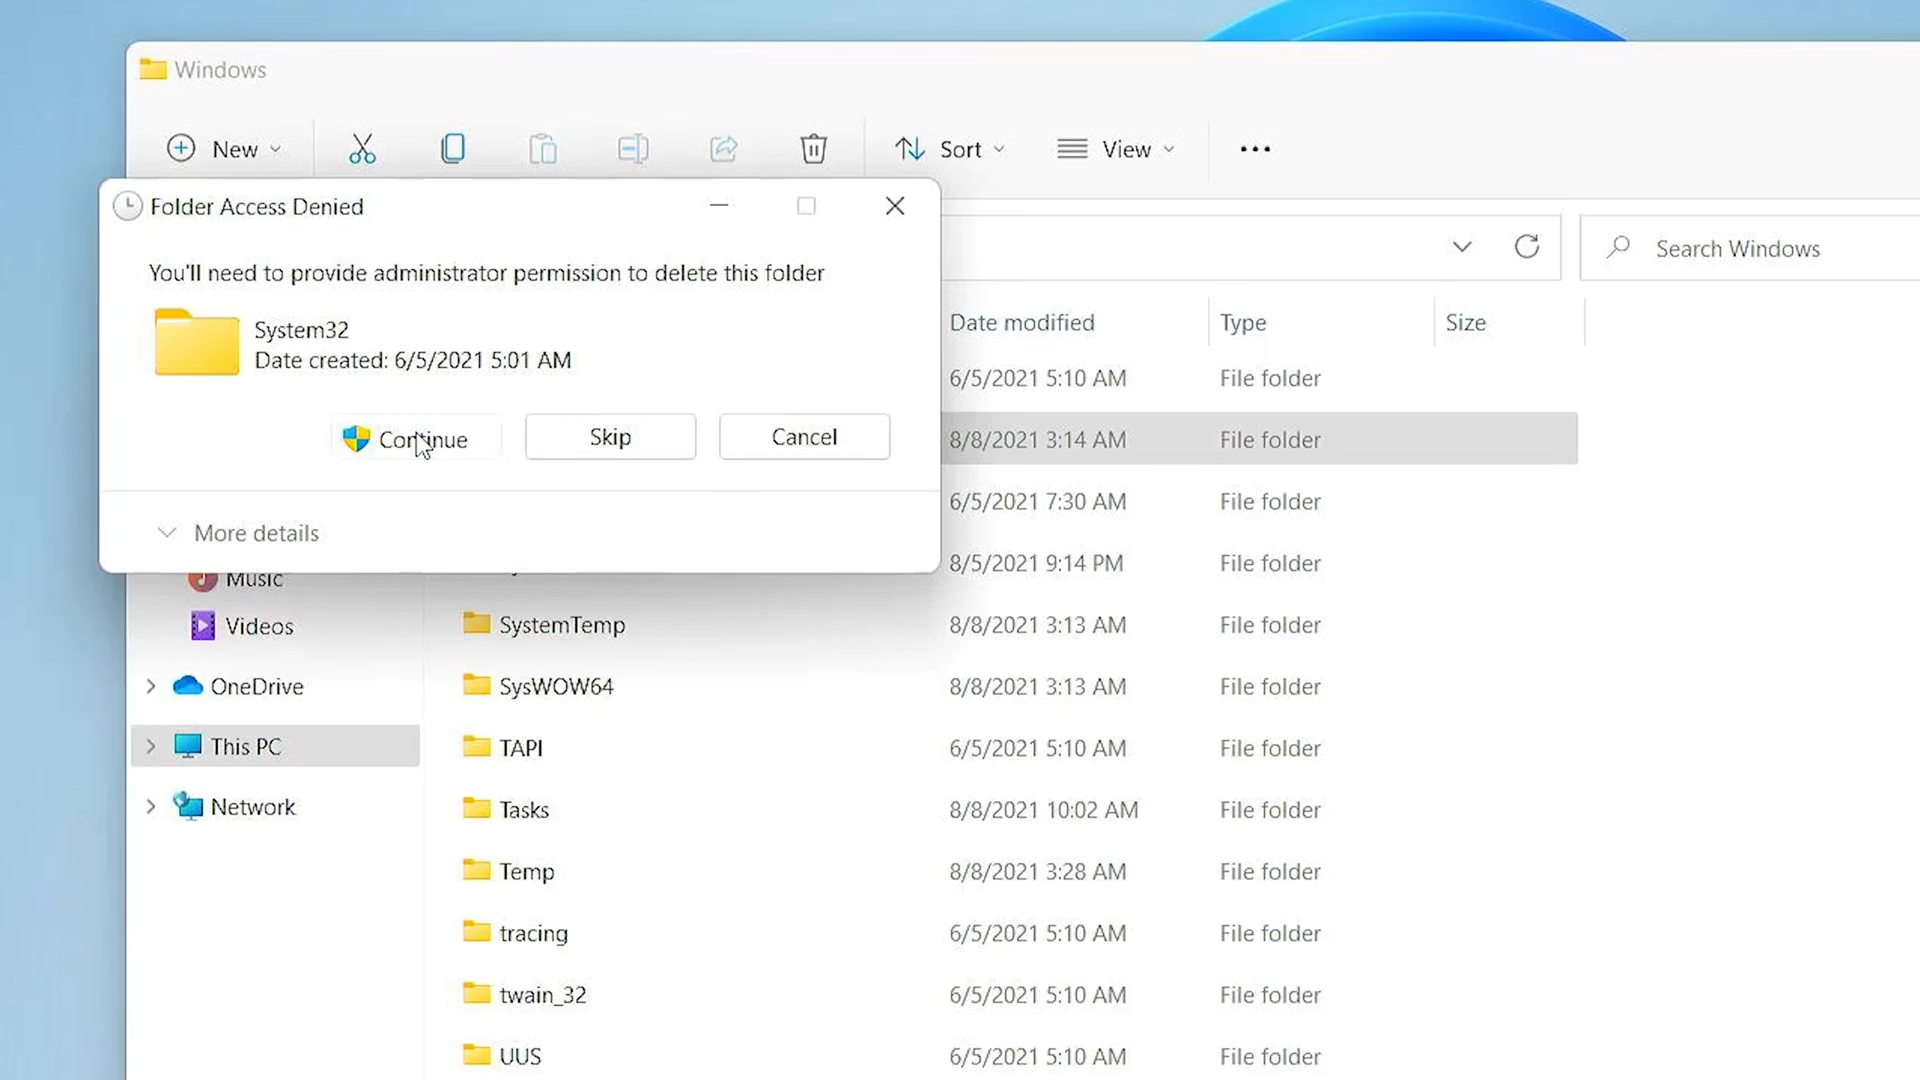 Windows
New
Sort
View
Folder Access Denied
You'll need to provide administrator permission to delete this folder
System32
Date created: 6/5/2021 5:01 AM
Continue
Skip
Cancel
More details
Search Windows
Date modified Type Size
6/5/2021 5:10 AM File folder
8/8/2021 3:14 AM File folder
6/5/2021 7:30 AM File folder
8/5/2021 9:14 PM File folder
Music
Videos
OneDrive
This PC
Network
SystemTemp 8/8/2021 3:13 AM File folder
SysWOW64 8/8/2021 3:13 AM File folder
TAPI 6/5/2021 5:10 AM File folder
Tasks 8/8/2021 10:02 AM File folder
Temp 8/8/2021 3:28 AM File folder
tracing 6/5/2021 5:10 AM File folder
twain_32 6/5/2021 5:10 AM File folder
UUS 6/5/2021 5:10 AM File folder